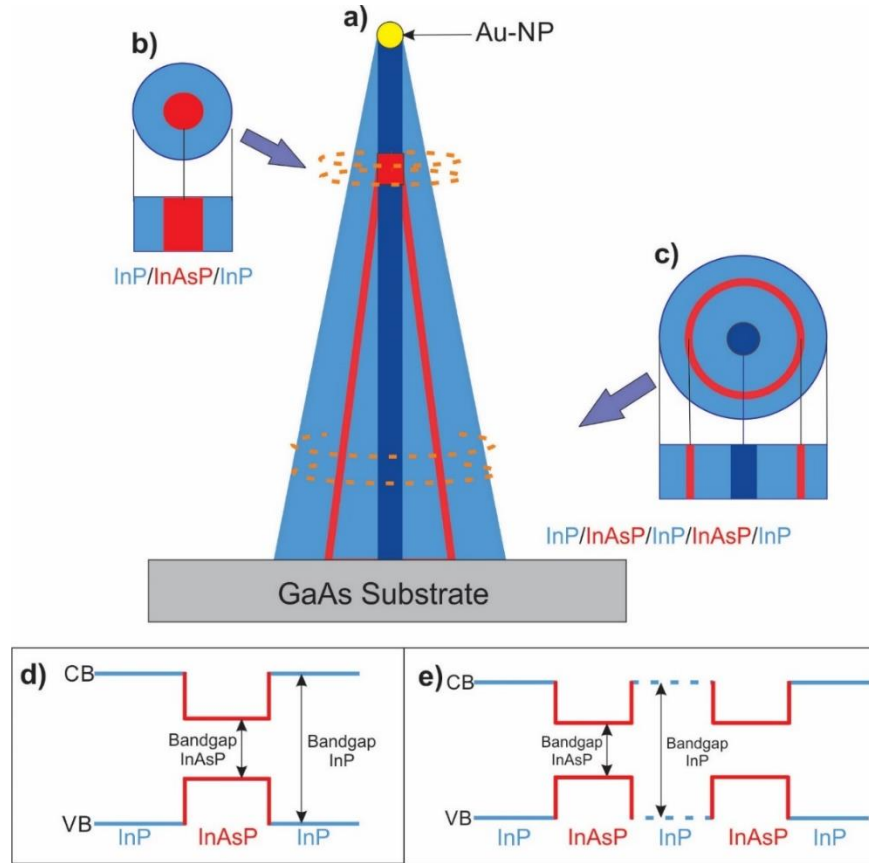 a)
Au-NP
b)
InP/InAsP/InP
c)
InP/InAsP/InP/InAsP/InP
GaAs Substrate
d)
CB
Bandgap
InAsP
Bandgap
InP
VB
InP
InAsP
InP
e)
CB
Bandgap
InAsP
Bandgap
InP
VB
InP
InAsP
InP
InAsP
InP